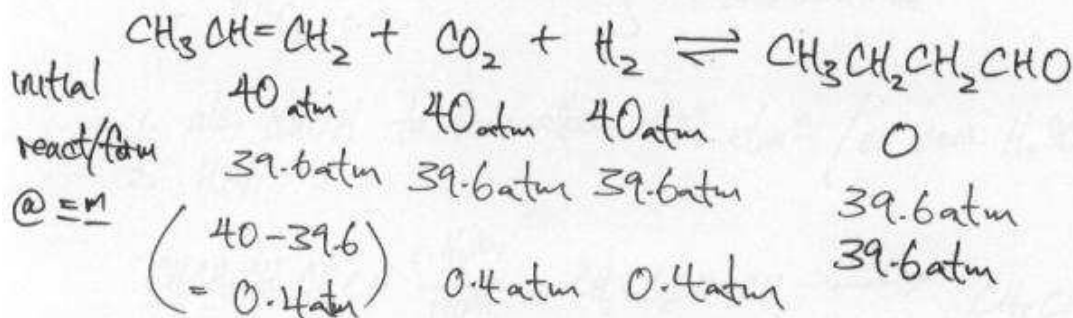 CH₃CH=CH₂ + CO₂ + H₂ ⇌ CH₃CH₂CH₂CHO
initial 40 atm 40 atm 40 atm 0
react/form 39.6 atm 39.6 atm 39.6 atm 39.6 atm
@ =m (40-39.6 39.6 atm
= 0.4 atm) 0.4 atm 0.4 atm